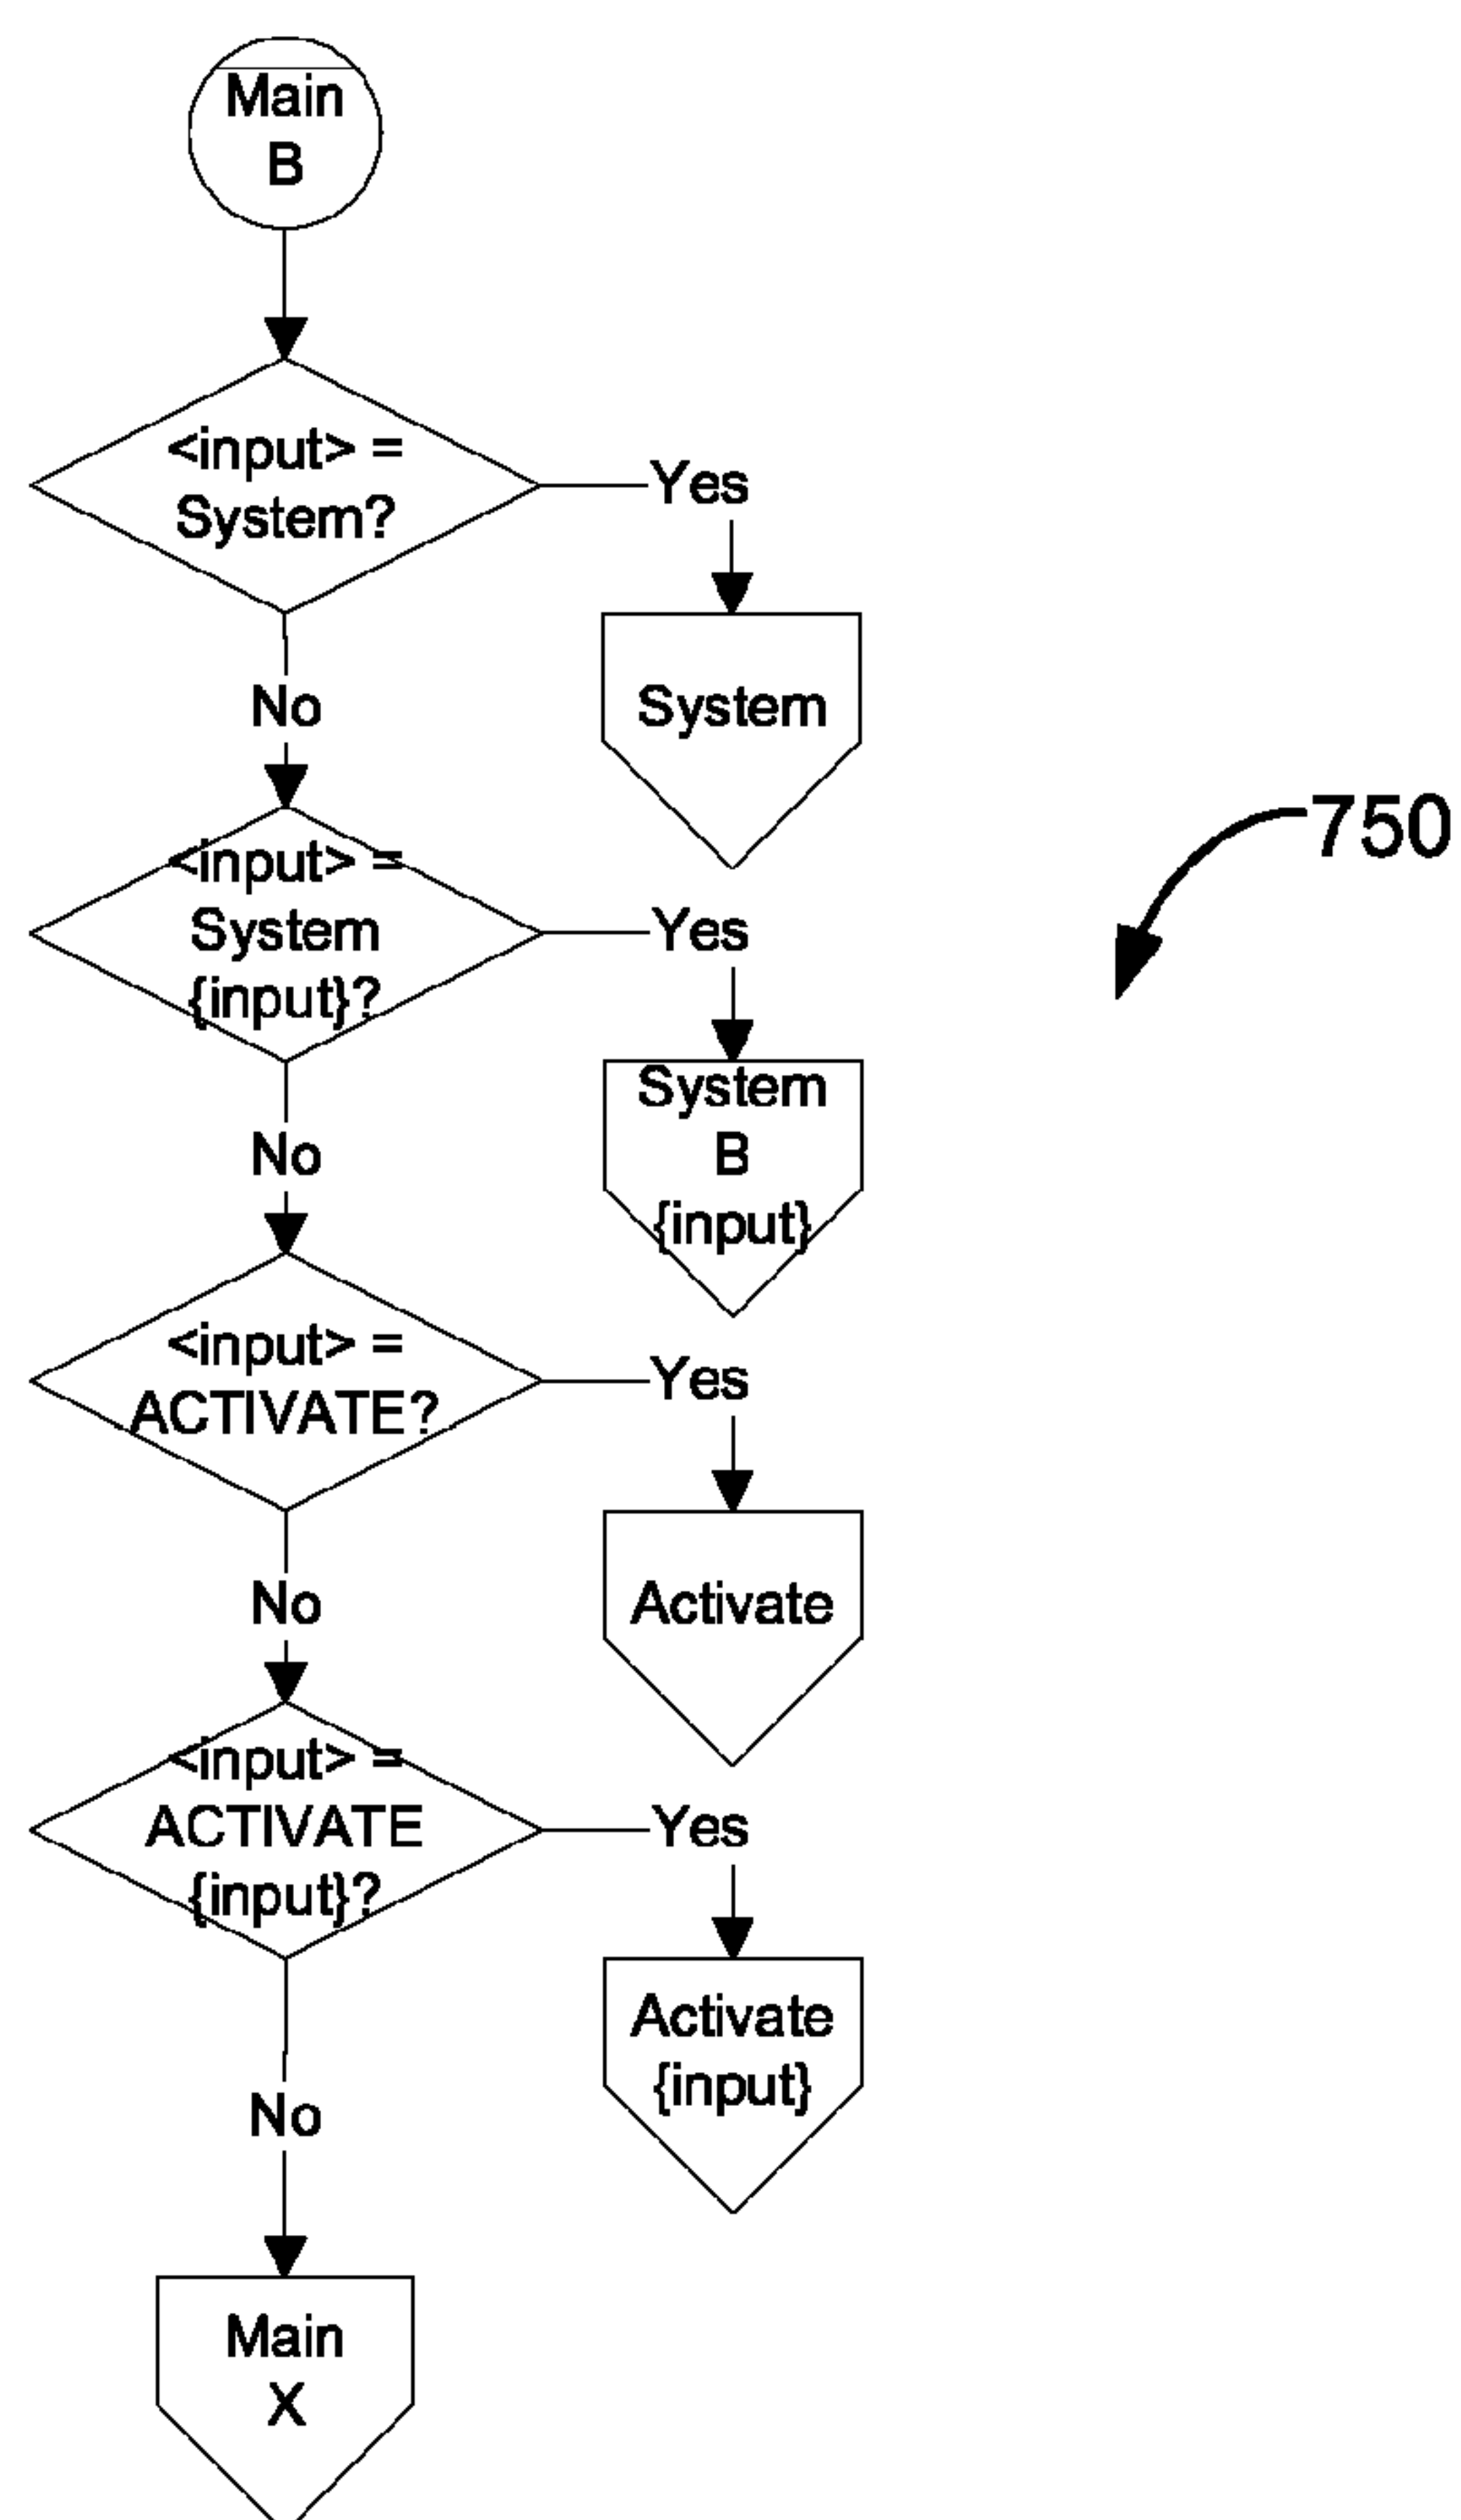 Main
B
<input> =
System?
Yes
System
No
<input> =
System
{input}?
Yes
System
B
{input}
No
<input> =
ACTIVATE?
Yes
Activate
No
<input> =
ACTIVATE
{input}?
Yes
Activate
{input}
No
Main
X
750